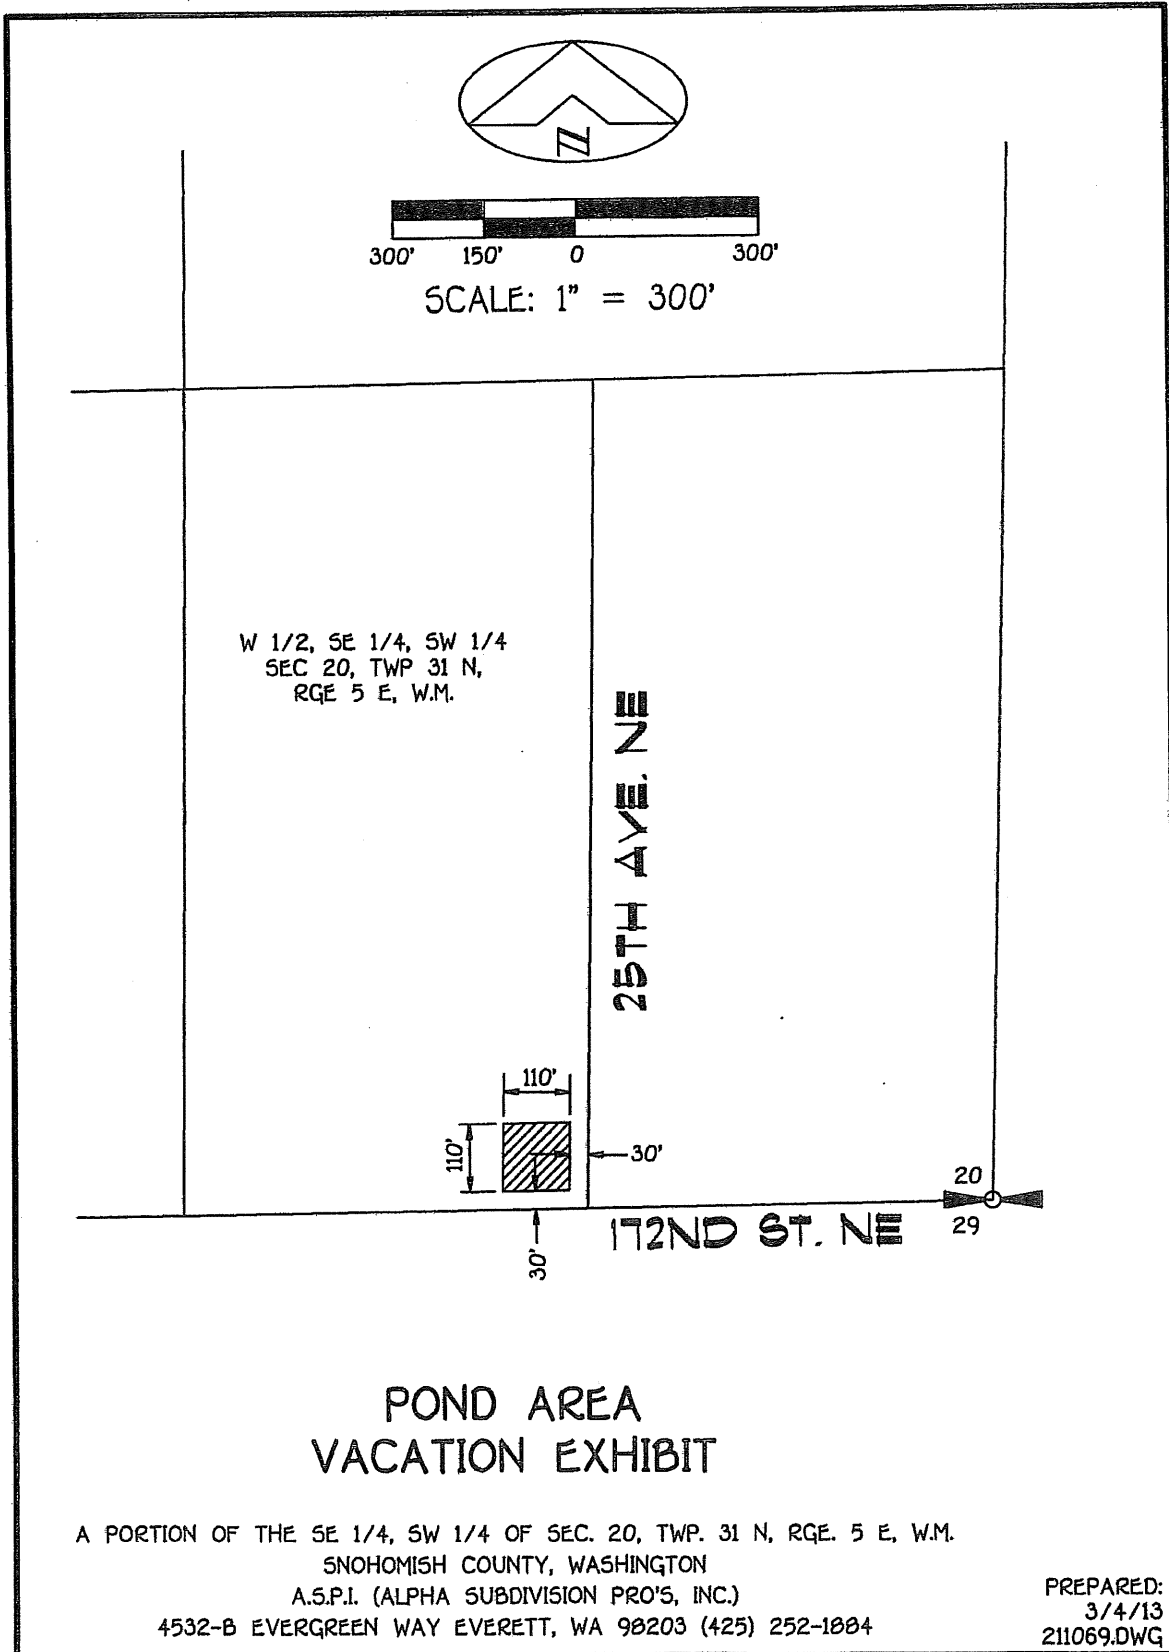 N
300' 150' 0 300'
SCALE: 1" = 300'
W 1/2, SE 1/4, SW 1/4
SEC 20, TWP 31 N,
RGE 5 E, W.M.
25TH AVE. NE
110'
110'
30'
30'
20
29
172ND ST. NE
POND AREA
VACATION EXHIBIT
A PORTION OF THE SE 1/4, SW 1/4 OF SEC. 20, TWP. 31 N, RGE. 5 E, W.M.
SNOHOMISH COUNTY, WASHINGTON
A.S.P.I. (ALPHA SUBDIVISION PRO'S, INC.)
4532-B EVERGREEN WAY EVERETT, WA 98203 (425) 252-1884
PREPARED:
3/4/13
211069.DWG